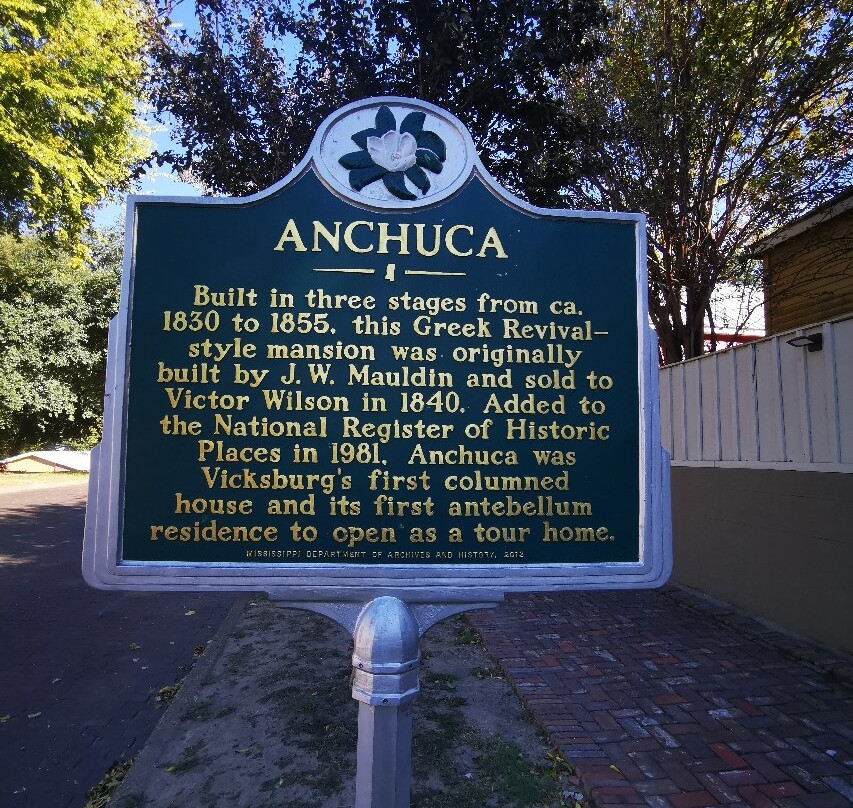 ANCHUCA
Built in three stages from ca.
1830 to 1855, this Greek Revival-
style mansion was originally
built by J. W. Mauldin and sold to
Victor Wilson in 1840. Added to
the National Register of Historic
Places in 1981, Anchuca was
Vicksburg's first columned
house and its first antebellum
residence to open as a tour home.
MISSISSIPPI DEPARTMENT OF ARCHIVES AND HISTORY, 2012